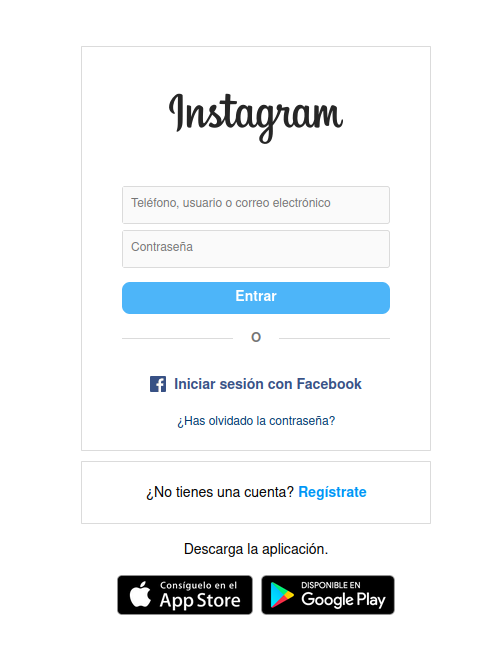 Instagram
Teléfono, usuario o correo electrónico
Contraseña
Entrar
O
Iniciar sesión con Facebook
¿Has olvidado la contraseña?
¿No tienes una cuenta? Regístrate
Descarga la aplicación.
Consíguelo en el
App Store
DISPONIBLE EN
Google Play